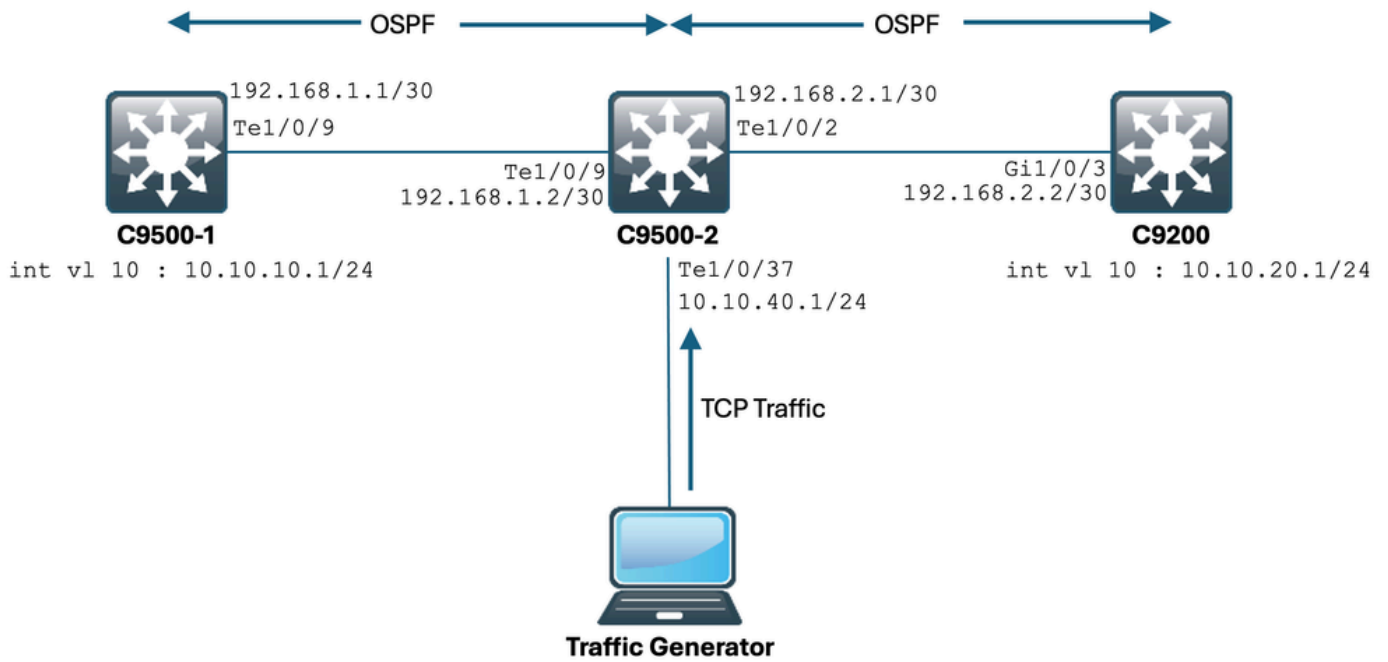 OSPF
OSPF
192.168.1.1/30
Te1/0/9
192.168.2.1/30
Te1/0/2
Te1/0/9
192.168.1.2/30
Gi1/0/3
192.168.2.2/30
C9500-1
C9500-2
C9200
int vl 10 : 10.10.10.1/24
Te1/0/37
10.10.40.1/24
int vl 10 : 10.10.20.1/24
TCP Traffic
Traffic Generator